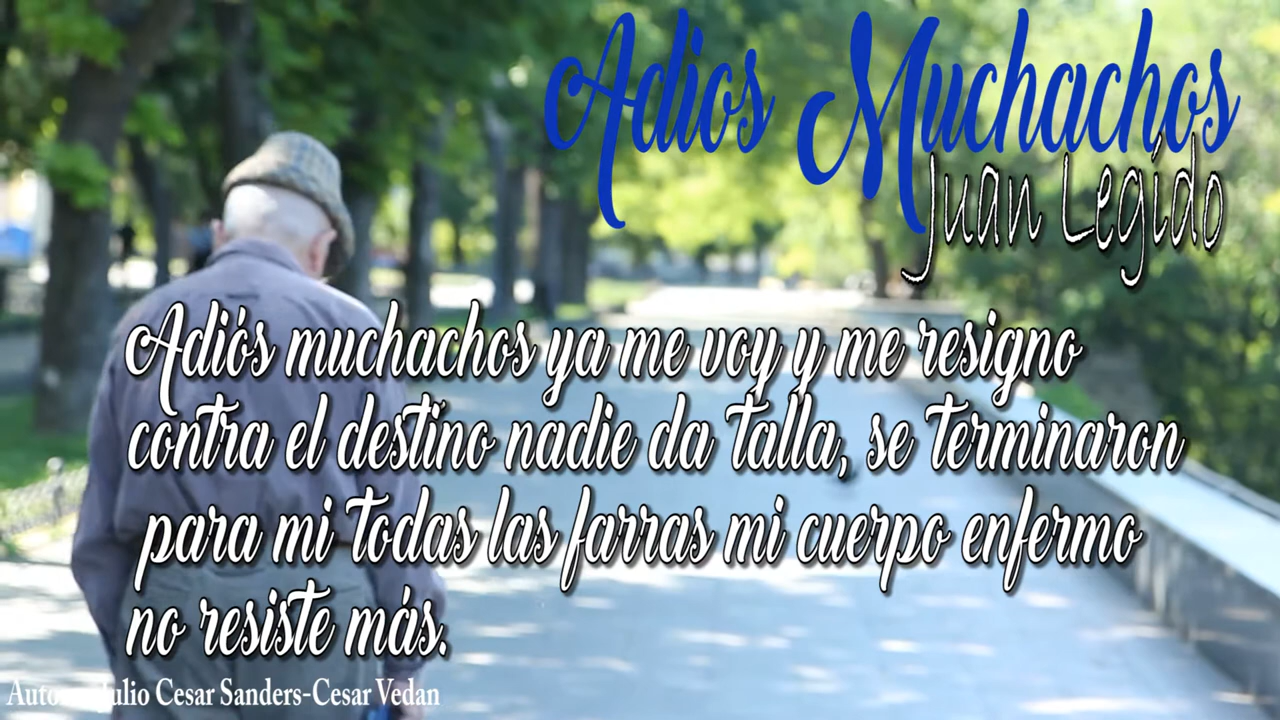 Adios Muchachos
Juan Legido
Adiós muchachos ya me voy y me resigno
contra el destino nadie da talla, se terminaron
para mi todas las farras mi cuerpo enfermo
no resiste más.
Julio Cesar Sanders-Cesar Vedan